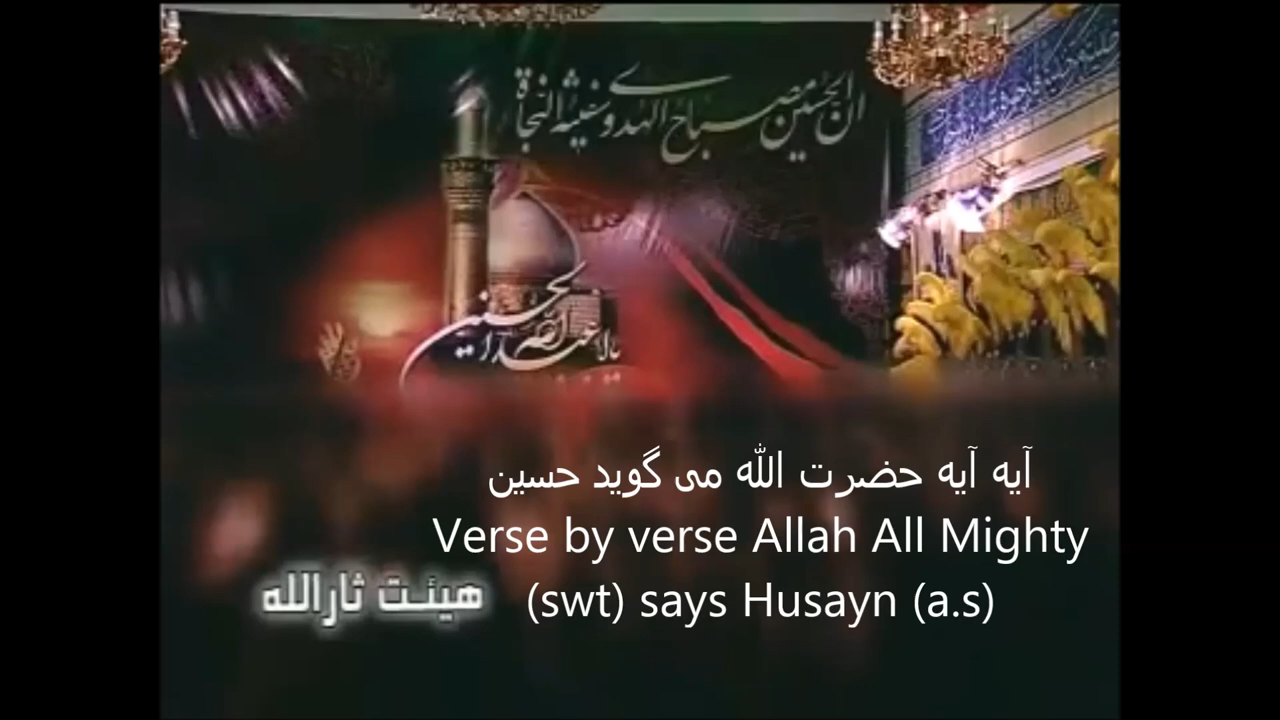 ان الحسین مصباح الهدی و سفینة النجاة
یا اباعبدالله الحسین
آیه آیه حضرت الله می گوید حسین
Verse by verse Allah All Mighty
(swt) says Husayn (a.s)
هیئت ثارالله